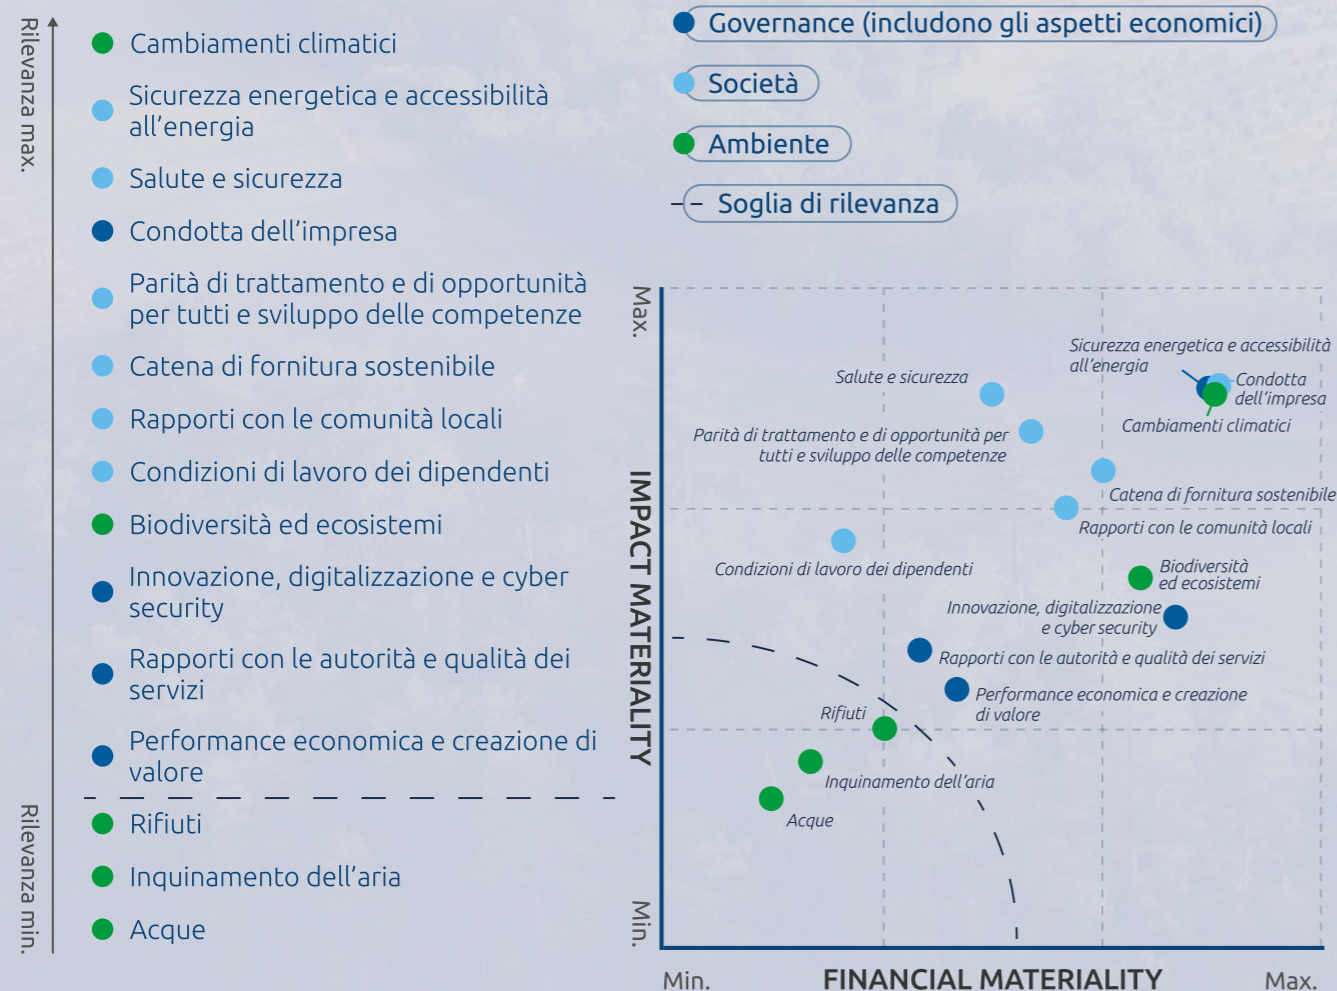 Rilevanza max.
Cambiamenti climatici
Sicurezza energetica e accessibilità
all’energia
Salute e sicurezza
Condotta dell’impresa
Parità di trattamento e di opportunità
per tutti e sviluppo delle competenze
Catena di fornitura sostenibile
Rapporti con le comunità locali
Condizioni di lavoro dei dipendenti
Biodiversità ed ecosistemi
Innovazione, digitalizzazione e cyber
security
Rapporti con le autorità e qualità dei
servizi
Performance economica e creazione di
valore
Rifiuti
Inquinamento dell’aria
Acque
Rilevanza min.
Governance (includono gli aspetti economici)
Società
Ambiente
Soglia di rilevanza
Max.
IMPACT MATERIALITY
Min.
Sicurezza energetica e accessibilità
all’energia
Salute e sicurezza
Condotta
dell’impresa
Cambiamenti climatici
Parità di trattamento e di opportunità per
tutti e sviluppo delle competenze
Catena di fornitura sostenibile
Rapporti con le comunità locali
Condizioni di lavoro dei dipendenti
Biodiversità
ed ecosistemi
Innovazione, digitalizzazione
e cyber security
Rapporti con le autorità e qualità dei servizi
Performance economica e creazione
di valore
Rifiuti
Inquinamento dell’aria
Acque
Min.
FINANCIAL MATERIALITY
Max.